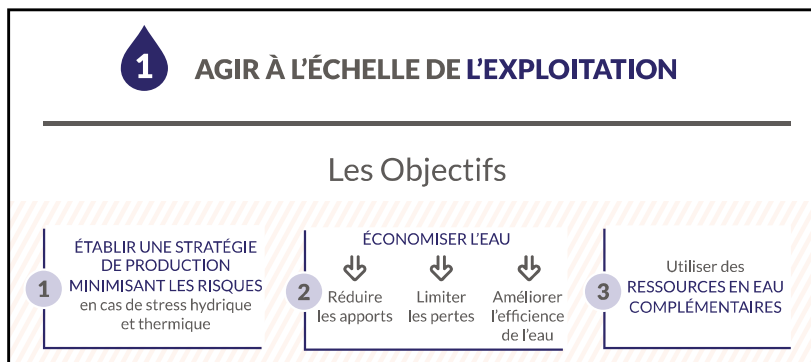 1 AGIR À L'ÉCHELLE DE L'EXPLOITATION
Les Objectifs
1
ÉTABLIR UNE STRATÉGIE
DE PRODUCTION
MINIMISANT LES RISQUES
en cas de stress hydrique
et thermique
2
ÉCONOMISER L'EAU
Réduire
les apports
Limiter
les pertes
Améliorer
l'efficience
de l'eau
3
Utiliser des
RESSOURCES EN EAU
COMPLÉMENTAIRES